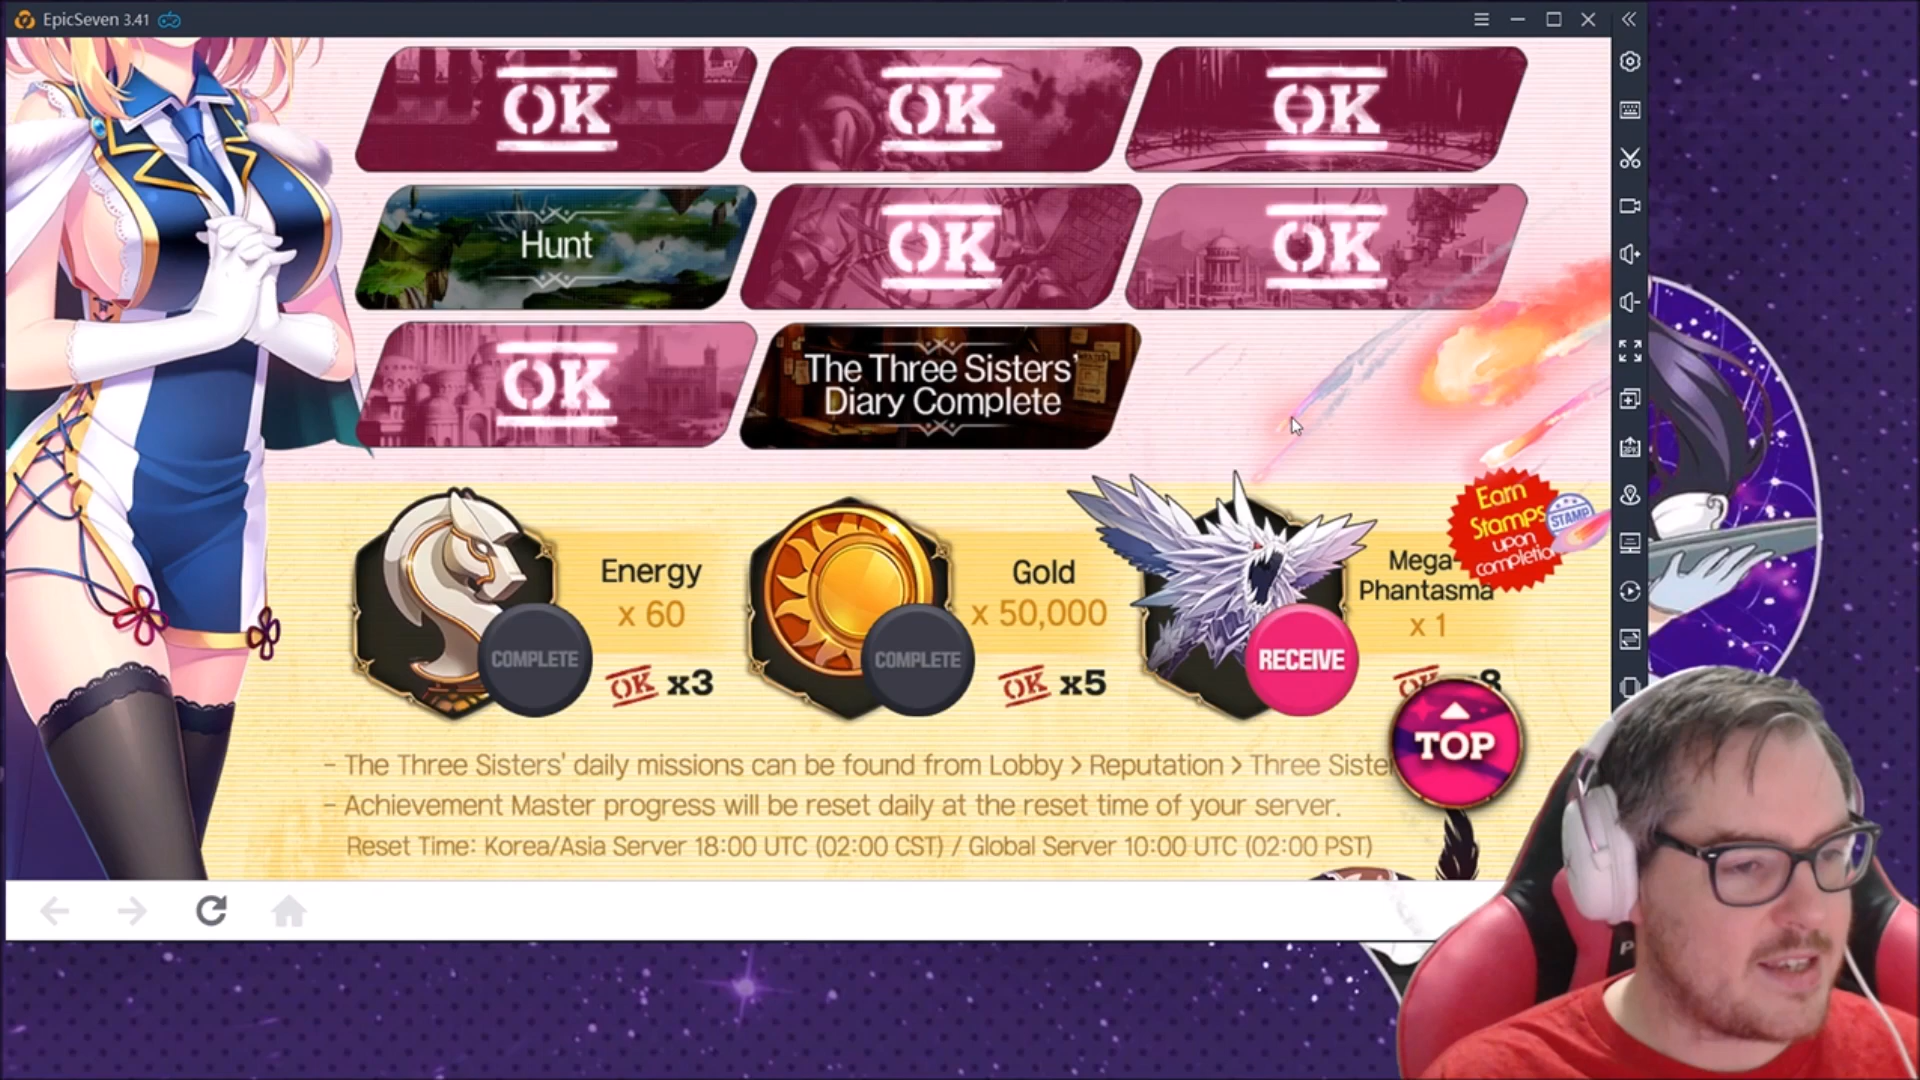 EpicSeven 3.41
OK
OK
OK
Hunt
OK
OK
OK
The Three Sisters'
Diary Complete
Earn
Stamps
upon
completion
STAMP
Energy
x 60
COMPLETE
OK x3
Gold
x 50,000
COMPLETE
OK x5
Mega
Phantasma
x 1
RECEIVE
OK x8
TOP
- The Three Sisters' daily missions can be found from Lobby > Reputation > Three Sister
- Achievement Master progress will be reset daily at the reset time of your server.
Reset Time: Korea/Asia Server 18:00 UTC (02:00 CST) / Global Server 10:00 UTC (02:00 PST)